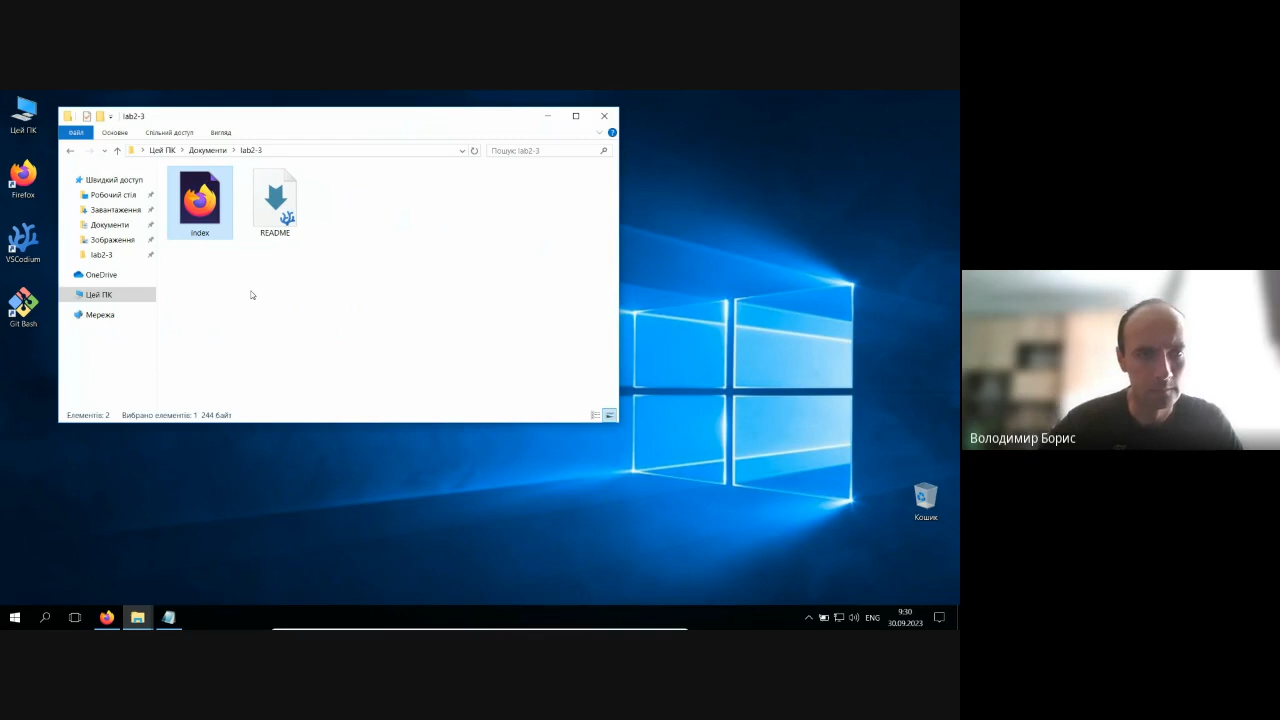 Цей ПК
Firefox
VSCodium
Git Bash
lab2-3
Файл
Основне
Спільний доступ
Вигляд
Цей ПК
Документи
lab2-3
Пошук: lab2-3
Швидкий доступ
Робочий стіл
Завантаження
Документи
Зображення
lab2-3
OneDrive
Цей ПК
Мережа
index
README
Елементів: 2
Вибрано елементів: 1 244 байт
Кошик
ENG
9:30
30.09.2023
Володимир Борис